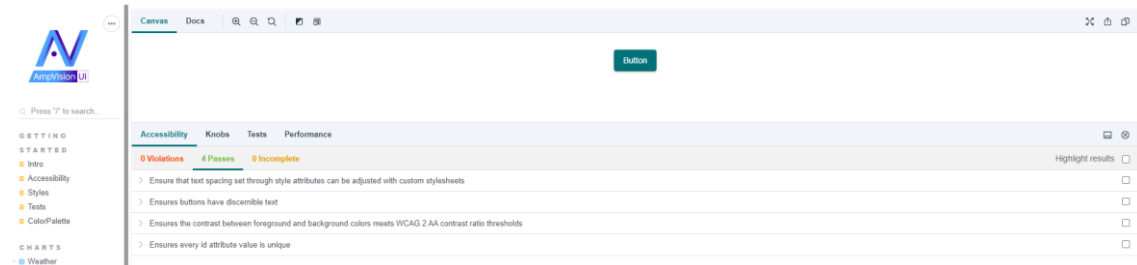 AmpVision Ui
Press "/" to search...
GETTING
STARTED
Intro
Accessibility
Styles
Tests
ColorPalette
CHARTS
Weather
Canvas Docs
Button
Accessibility Knobs Tests Performance
0 Violations 4 Passes 0 Incomplete Highlight results
Ensure that text spacing set through style attributes can be adjusted with custom stylesheets
Ensures buttons have discernible text
Ensures the contrast between foreground and background colors meets WCAG 2 AA contrast ratio thresholds
Ensures every id attribute value is unique